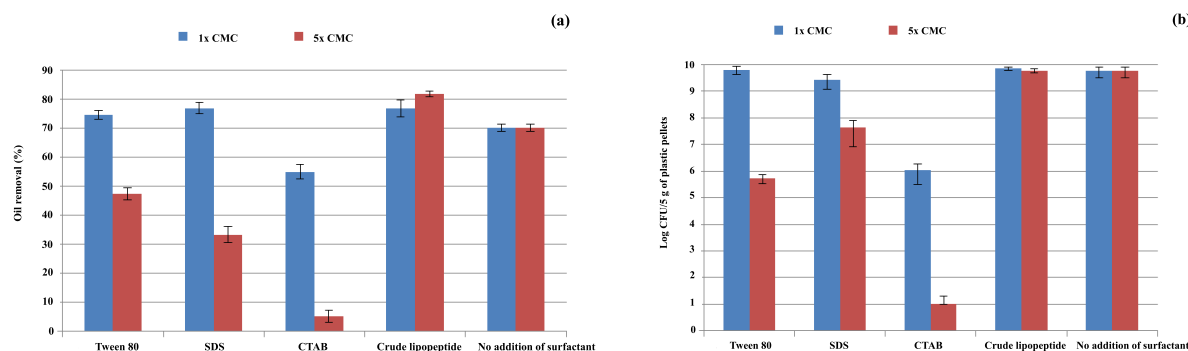 (a)
1x CMC
5x CMC
90
80
70
60
50
40
30
20
10
0
Oil removal (%)
Tween 80
SDS
CTAB
Crude lipopeptide
No addition of surfactant
(b)
1x CMC
5x CMC
10
9
8
7
6
5
4
3
2
1
0
Log CFU/5 g of plastic pellets
Tween 80
SDS
CTAB
Crude lipopeptide
No addition of surfactant